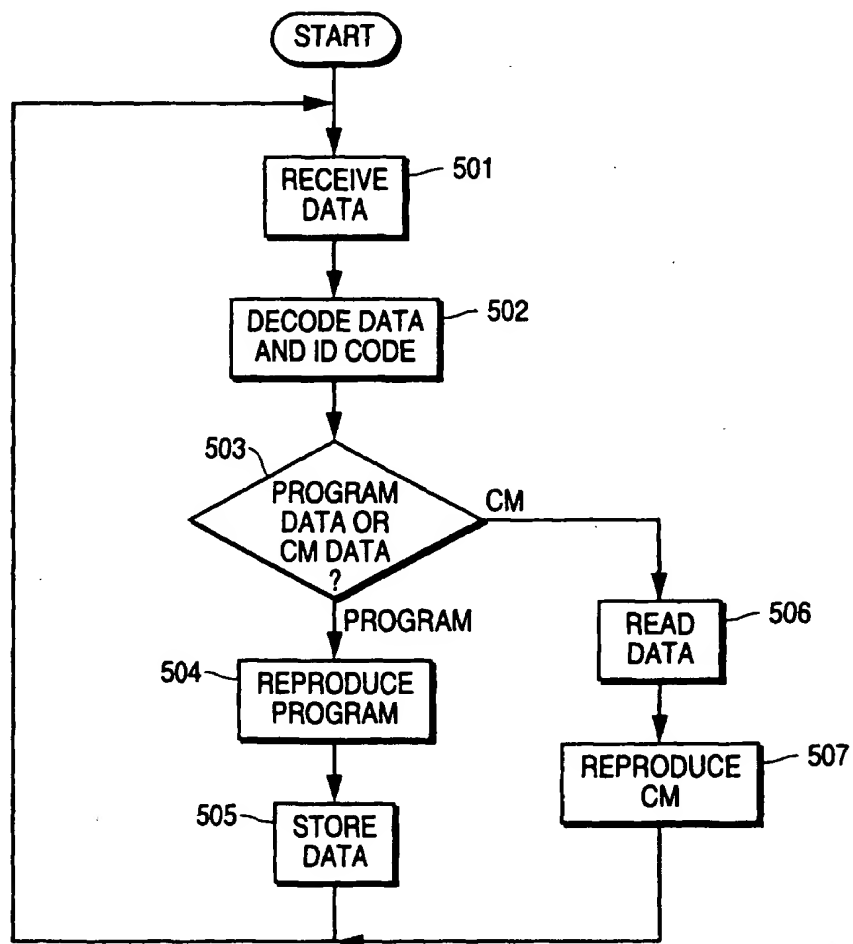 START
RECEIVE
DATA
501
DECODE DATA
AND ID CODE
502
503
PROGRAM
DATA OR
CM DATA
?
CM
PROGRAM
504
REPRODUCE
PROGRAM
505
STORE
DATA
READ
DATA
506
REPRODUCE
CM
507